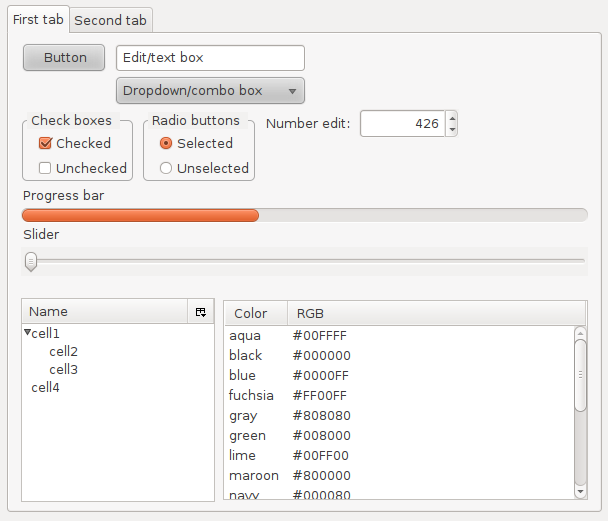 First tab Second tab
Button Edit/text box
Dropdown/combo box
Check boxes Radio buttons Number edit: 426
Checked Selected
Unchecked Unselected
Progress bar
Slider
Name
cell1
cell2
cell3
cell4
Color RGB
aqua #00FFFF
black #000000
blue #0000FF
fuchsia #FF00FF
gray #808080
green #008000
lime #00FF00
maroon #800000
navy #000080